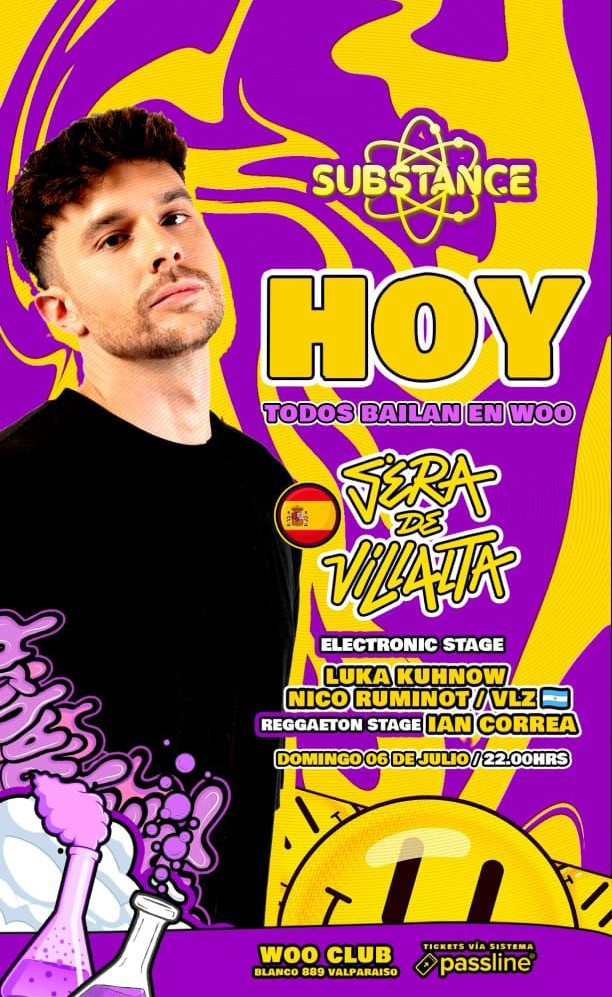 SUBSTANCE
HOY
TODOS BAILAN EN WOO
SERA
DE
VILLALTA
ELECTRONIC STAGE
LUKA KUHNOW
NICO RUMINOT / VLZ
REGGAETON STAGE IAN CORREA
DOMINGO 06 DE JULIO / 22.00HRS
WOO CLUB
BLANCO 889 VALPARAISO
TICKETS VÍA SISTEMA
passline